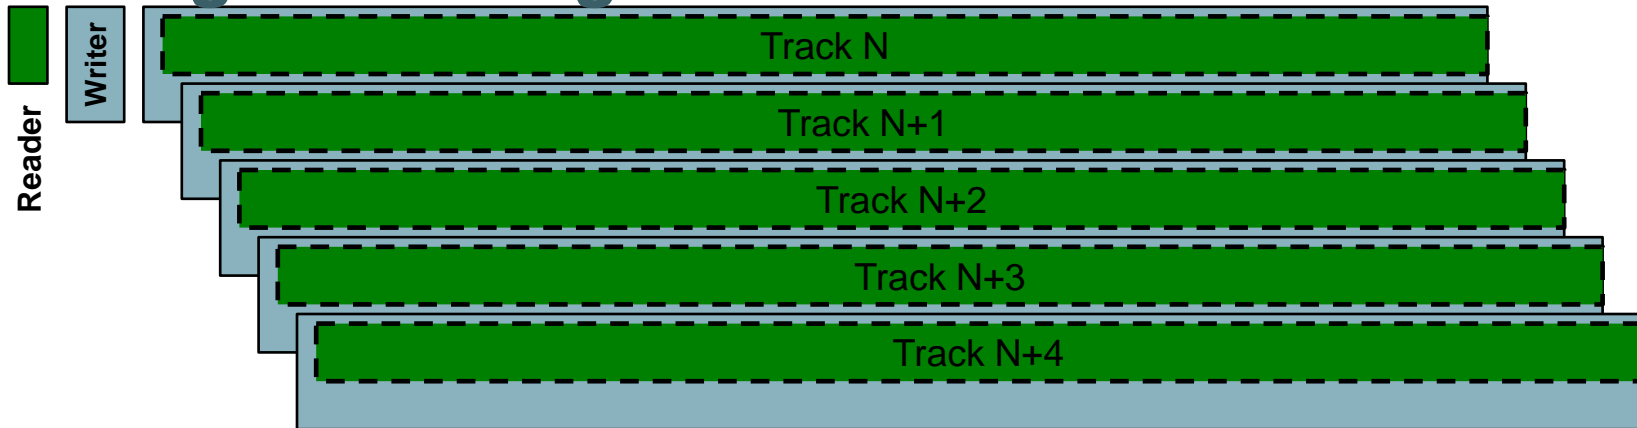 Reader
Writer
Track N
Track N+1
Track N+2
Track N+3
Track N+4